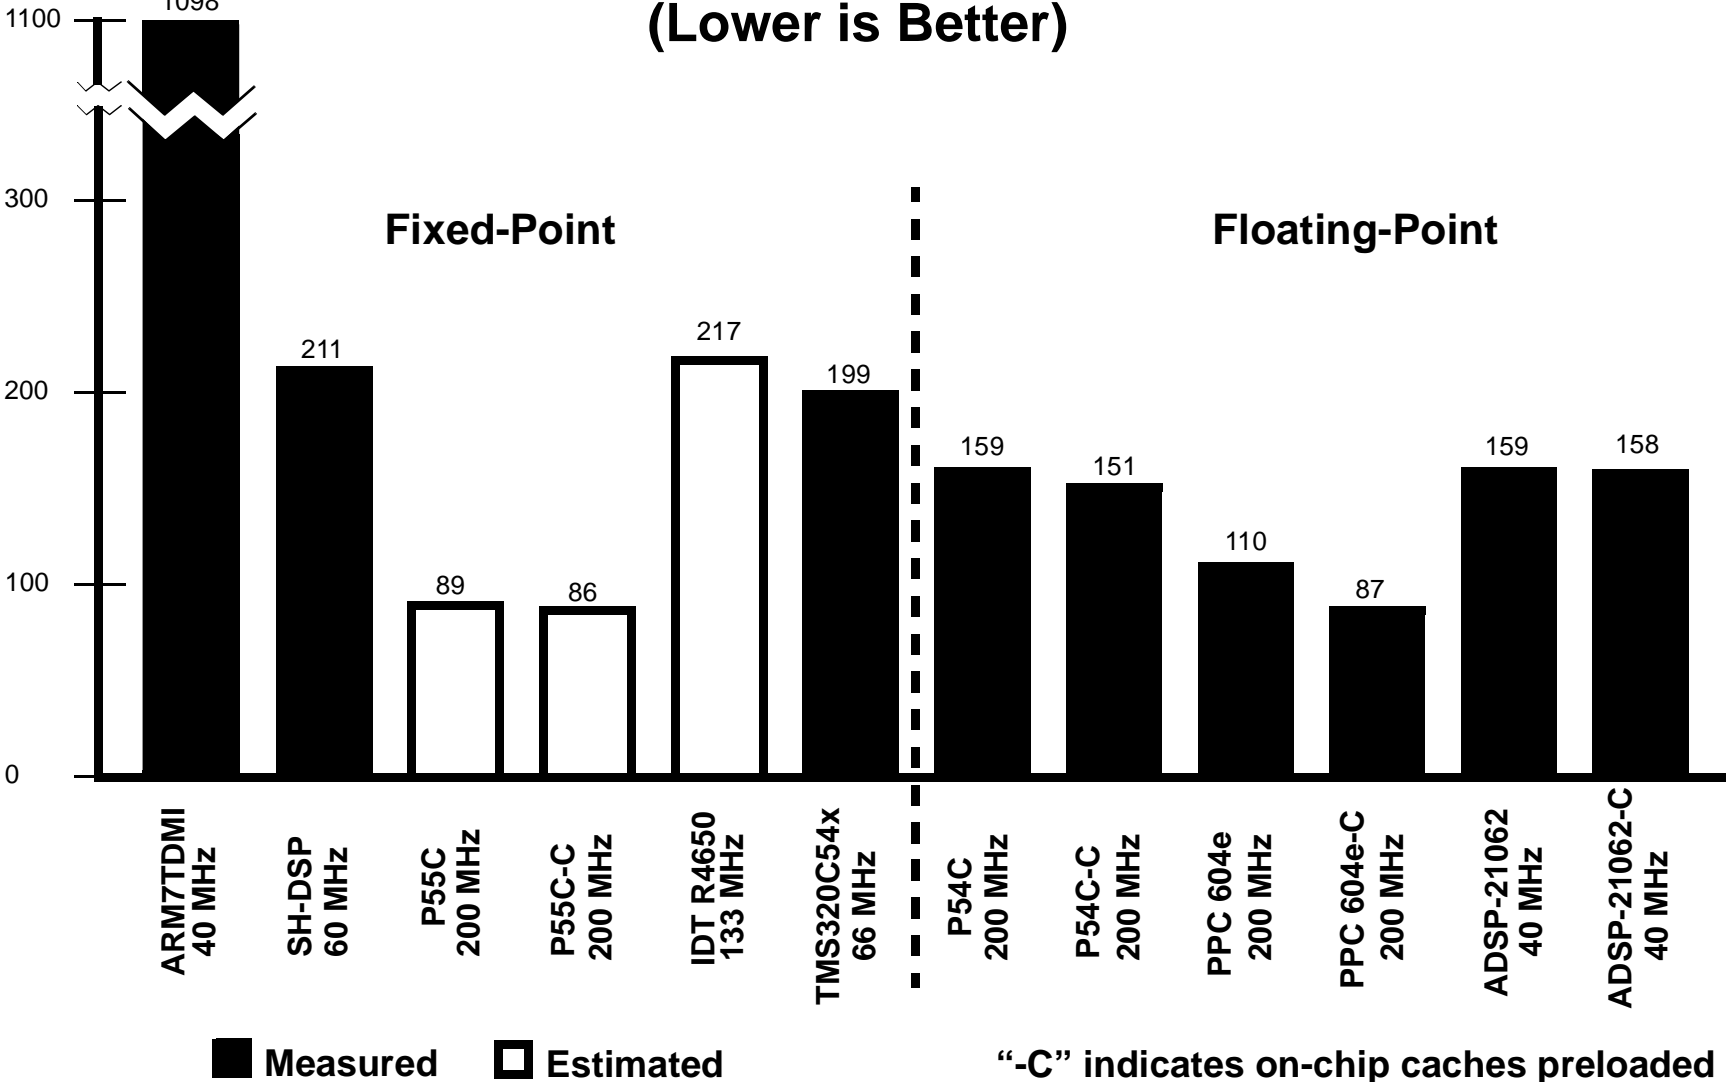 1098
(Lower is Better)
1100
300
200
100
0
Fixed-Point
Floating-Point
211
89
86
217
199
159
151
110
87
159
158
ARM7TDMI
40 MHz
SH-DSP
60 MHz
P55C
200 MHz
P55C-C
200 MHz
IDT R4650
133 MHz
TMS320C54x
66 MHz
P54C
200 MHz
P54C-C
200 MHz
PPC 604e
200 MHz
PPC 604e-C
200 MHz
ADSP-21062
40 MHz
ADSP-21062-C
40 MHz
Measured
Estimated
“-C” indicates on-chip caches preloaded